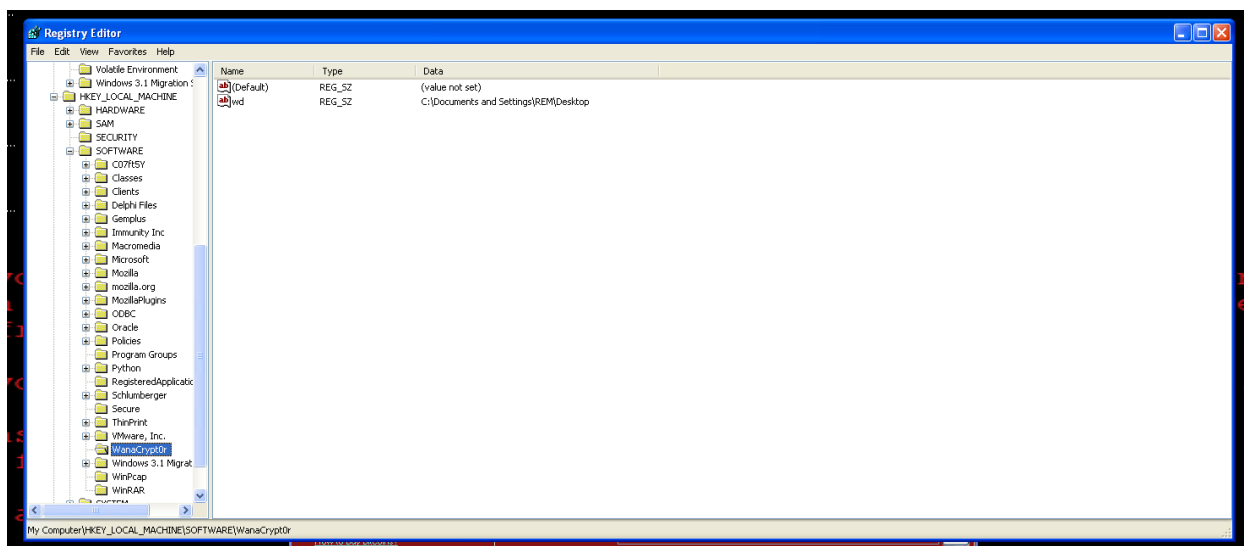 Registry Editor
File Edit View Favorites Help
Volatile Environment
Windows 3.1 Migration S
HKEY_LOCAL_MACHINE
HARDWARE
SAM
SECURITY
SOFTWARE
C07ft5Y
Classes
Clients
Delphi Files
Gemplus
Immunity Inc
Macromedia
Microsoft
Mozilla
mozilla.org
MozillaPlugins
ODBC
Oracle
Policies
Program Groups
Python
RegisteredApplicatic
Schlumberger
Secure
ThinPrint
VMware, Inc.
WanaCrypt0r
Windows 3.1 Migrat
WinPcap
WinRAR
Name Type Data
(Default) REG_SZ (value not set)
wd REG_SZ C:\Documents and Settings\REM\Desktop
My Computer\HKEY_LOCAL_MACHINE\SOFTWARE\WanaCrypt0r